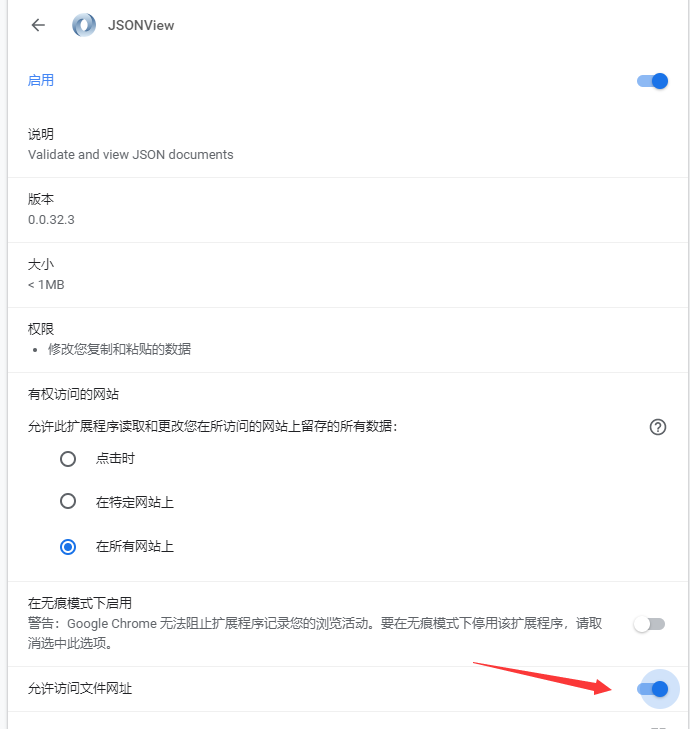 JSONView
启用
说明
Validate and view JSON documents
版本
0.0.32.3
大小
< 1MB
权限
• 修改您复制和粘贴的数据
有权访问的网站
允许此扩展程序读取和更改您在所访问的网站上留存的所有数据：
点击时
在特定网站上
在所有网站上
在无痕模式下启用
警告：Google Chrome 无法阻止扩展程序记录您的浏览活动。要在无痕模式下停用该扩展程序，请取
消选中此选项。
允许访问文件网址